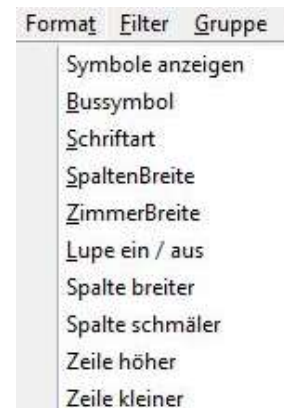 Format Filter Gruppe
Symbole anzeigen
Bussymbol
Schriftart
SpaltenBreite
ZimmerBreite
Lupe ein / aus
Spalte breiter
Spalte schmäler
Zeile höher
Zeile kleiner